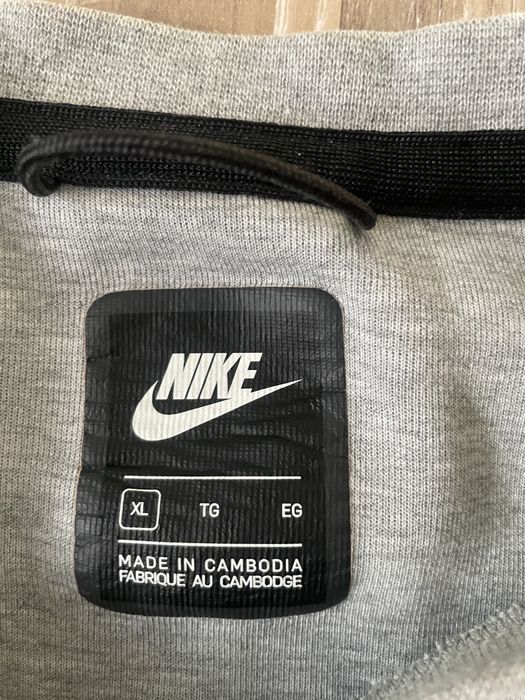 NIKE
XL TG EG
MADE IN CAMBODIA
FABRIQUE AU CAMBODGE